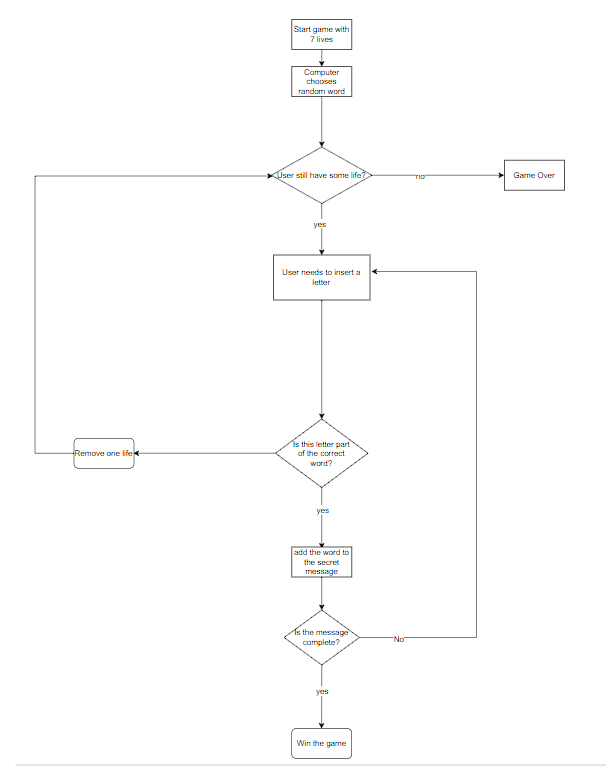 Start game with
7 lives
Computer
chooses
random word
User still have some life?
no
Game Over
yes
User needs to insert a
letter
Is this letter part
of the correct
word?
Remove one life
yes
add the word to
the secret
message
Is the message
complete?
No
yes
Win the game